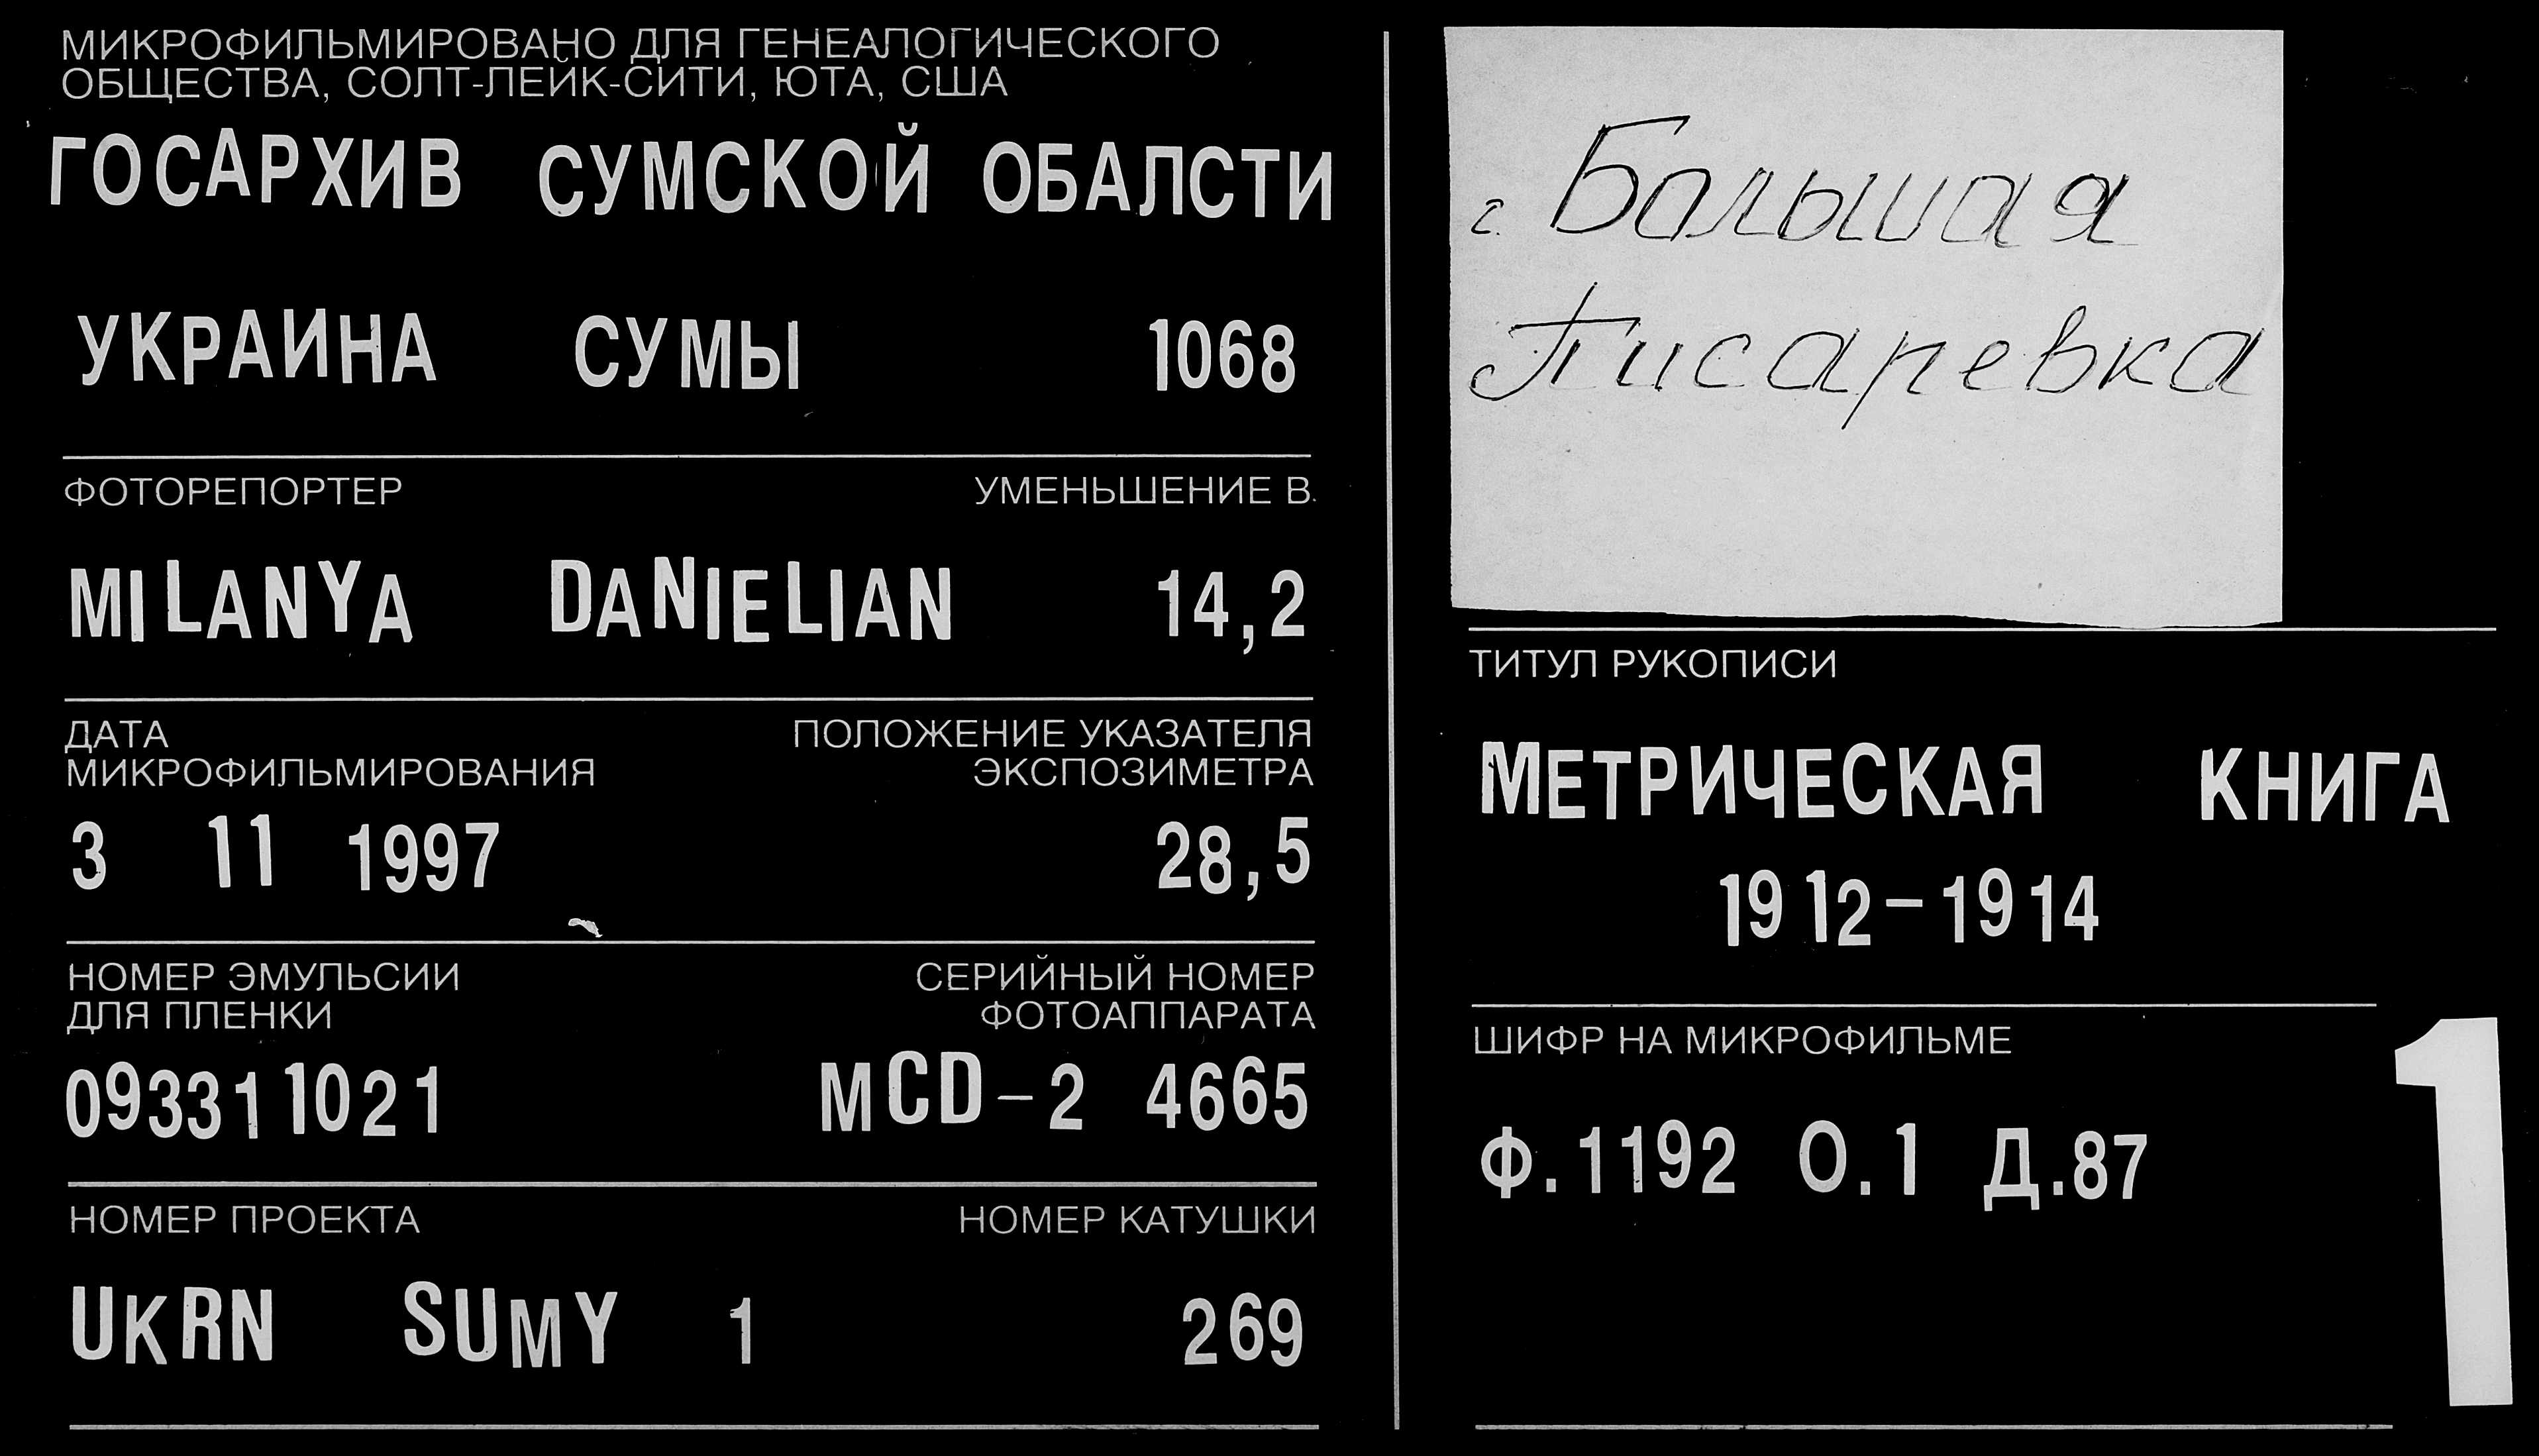 МИКРОФИЛЬМИРОВАНО ДЛЯ ГЕНЕАЛОГИЧЕСКОГО
ОБЩЕСТВА, СОЛТ-ЛЕЙК-СИТИ, ЮТА, США
ГОСАРХИВ СУМСКОЙ ОБАЛСТИ
УКРАИНА СУМЫ 1068
ФОТОРЕПОРТЕР УМЕНЬШЕНИЕ В.
MILANYA DANIELIAN 14,2
ДАТА
МИКРОФИЛЬМИРОВАНИЯ
ПОЛОЖЕНИЕ УКАЗАТЕЛЯ
ЭКСПОЗИМЕТРА
3 11 1997 28,5
НОМЕР ЭМУЛЬСИИ
ДЛЯ ПЛЕНКИ
СЕРИЙНЫЙ НОМЕР
ФОТОАППАРАТА
093311021 MCD-2 4665
НОМЕР ПРОЕКТА НОМЕР КАТУШКИ
UKRN SUMY 1 269
с. Большая
Писаревка
ТИТУЛ РУКОПИСИ
МЕТРИЧЕСКАЯ КНИГА
1912-1914
ШИФР НА МИКРОФИЛЬМЕ
Ф.1192 О.1 Д.87
1